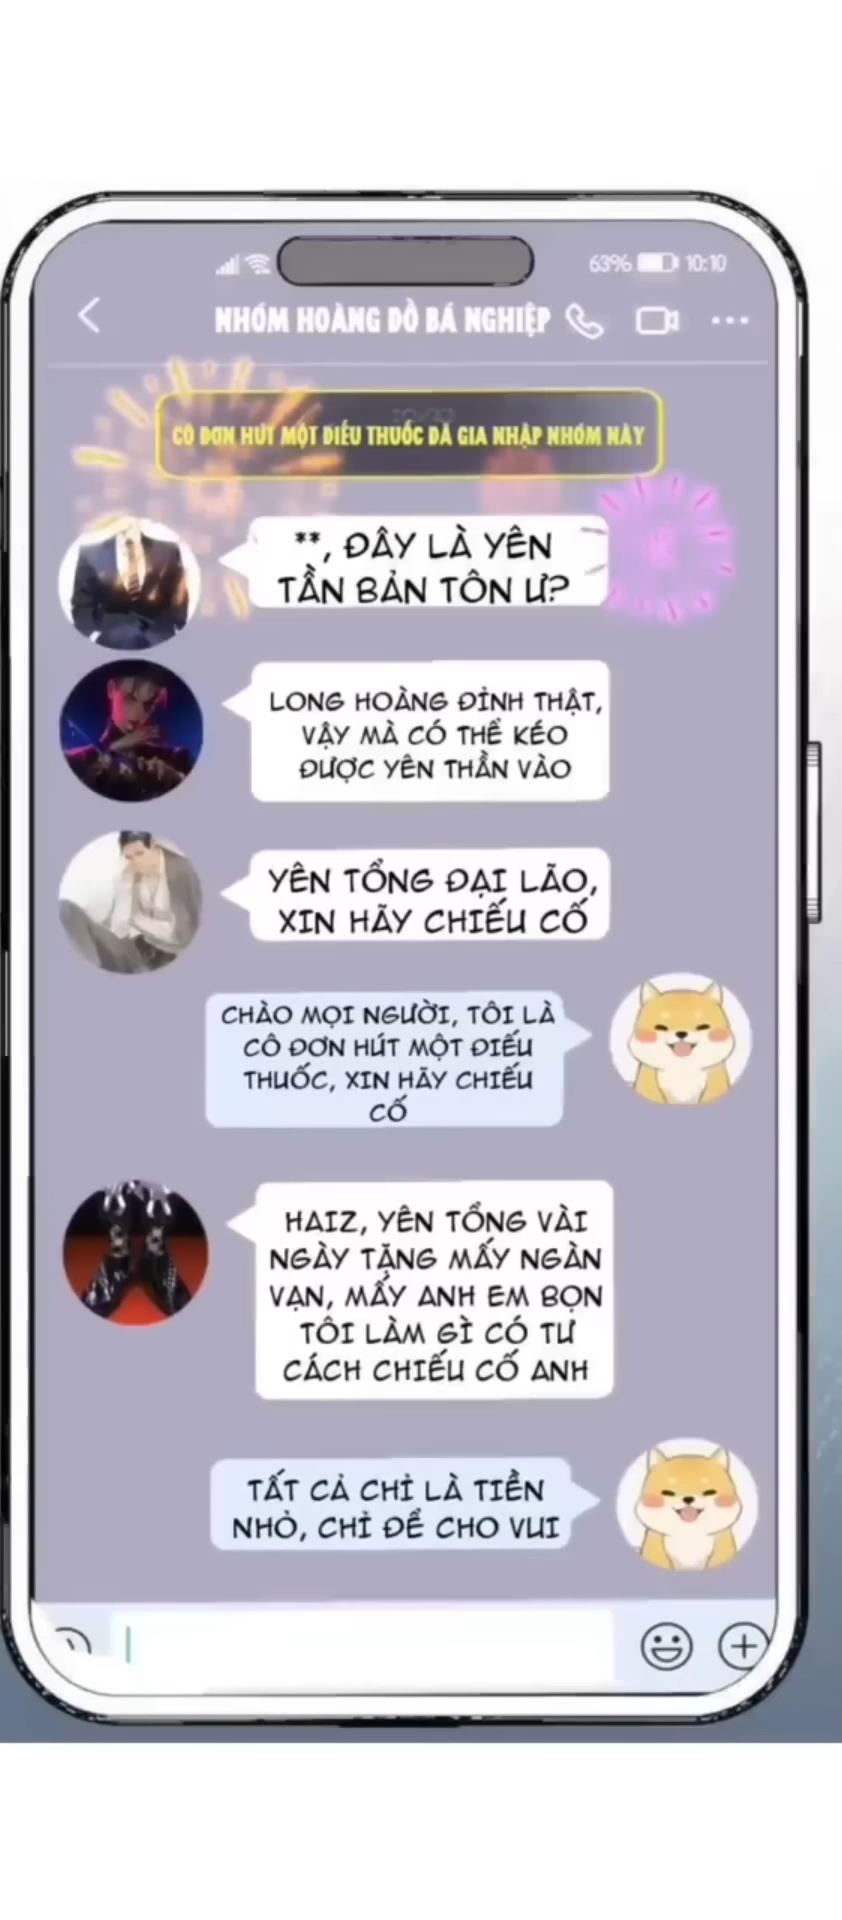 63% 10:10
NHÓM HOÀNG ĐỒ BÁ NGHIỆP
CÔ ĐƠN HÚT MỘT ĐIẾU THUỐC ĐÃ GIA NHẬP NHÓM NÀY
**, ĐÂY LÀ YÊN
TẦN BẢN TÔN Ư?
LONG HOÀNG ĐỈNH THẬT,
VẬY MÀ CÓ THỂ KÉO
ĐƯỢC YÊN THẦN VÀO
YÊN TỔNG ĐẠI LÃO,
XIN HÃY CHIẾU CỐ
CHÀO MỌI NGƯỜI, TÔI LÀ
CÔ ĐƠN HÚT MỘT ĐIẾU
THUỐC, XIN HÃY CHIẾU
CỐ
HAIZ, YÊN TỔNG VÀI
NGÀY TẶNG MẤY NGÀN
VẠN, MẤY ANH EM BỌN
TÔI LÀM GÌ CÓ TƯ
CÁCH CHIẾU CỐ ANH
TẤT CẢ CHỈ LÀ TIỀN
NHỎ, CHỈ ĐỂ CHO VUI